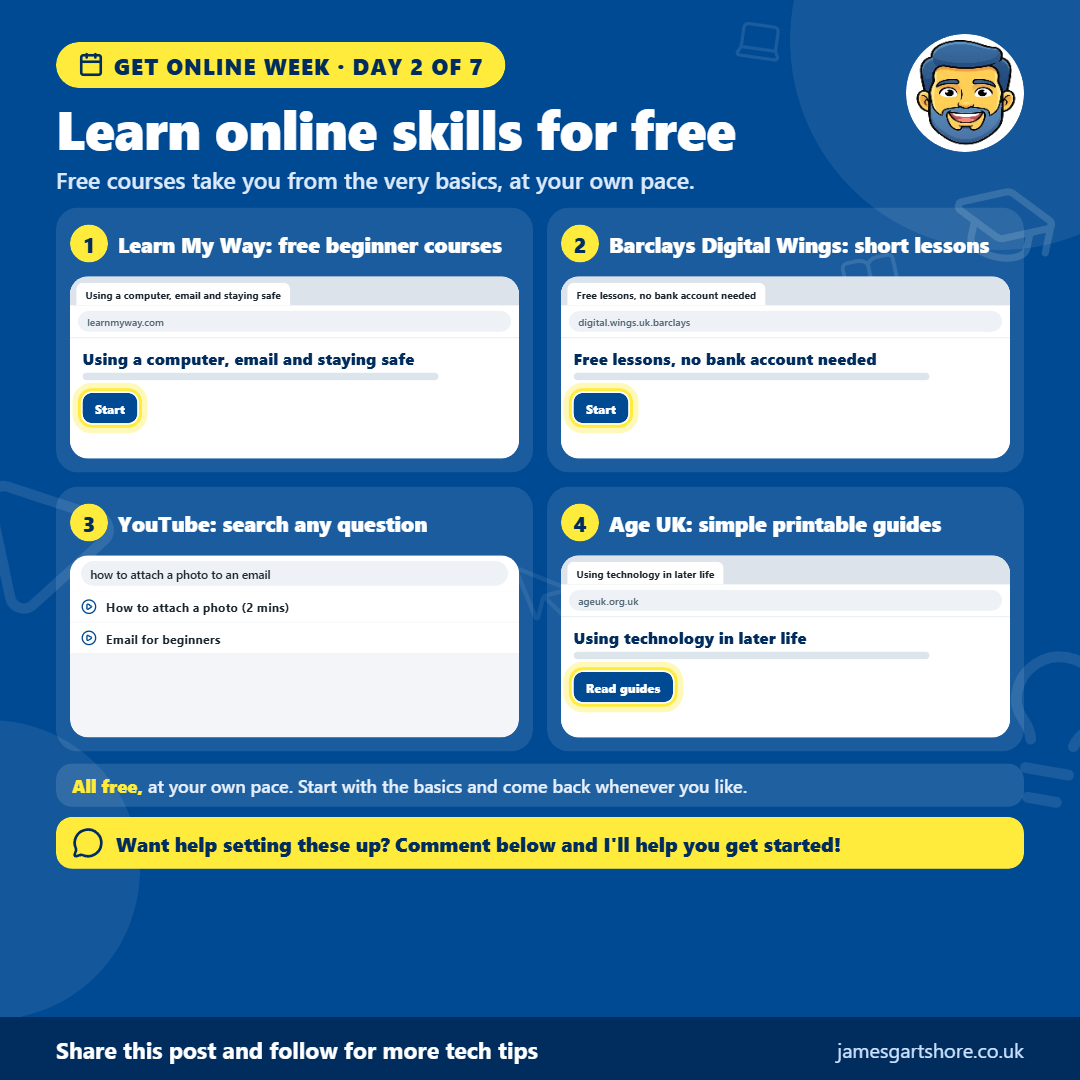 GET ONLINE WEEK · DAY 2 OF 7
Learn online skills for free
Free courses take you from the very basics, at your own pace.
1 Learn My Way: free beginner courses
Using a computer, email and staying safe
learnmyway.com
Using a computer, email and staying safe
Start
2 Barclays Digital Wings: short lessons
Free lessons, no bank account needed
digital.wings.uk.barclays
Free lessons, no bank account needed
Start
3 YouTube: search any question
how to attach a photo to an email
How to attach a photo (2 mins)
Email for beginners
4 Age UK: simple printable guides
Using technology in later life
ageuk.org.uk
Using technology in later life
Read guides
All free, at your own pace. Start with the basics and come back whenever you like.
Want help setting these up? Comment below and I'll help you get started!
Share this post and follow for more tech tips
jamesgartshore.co.uk